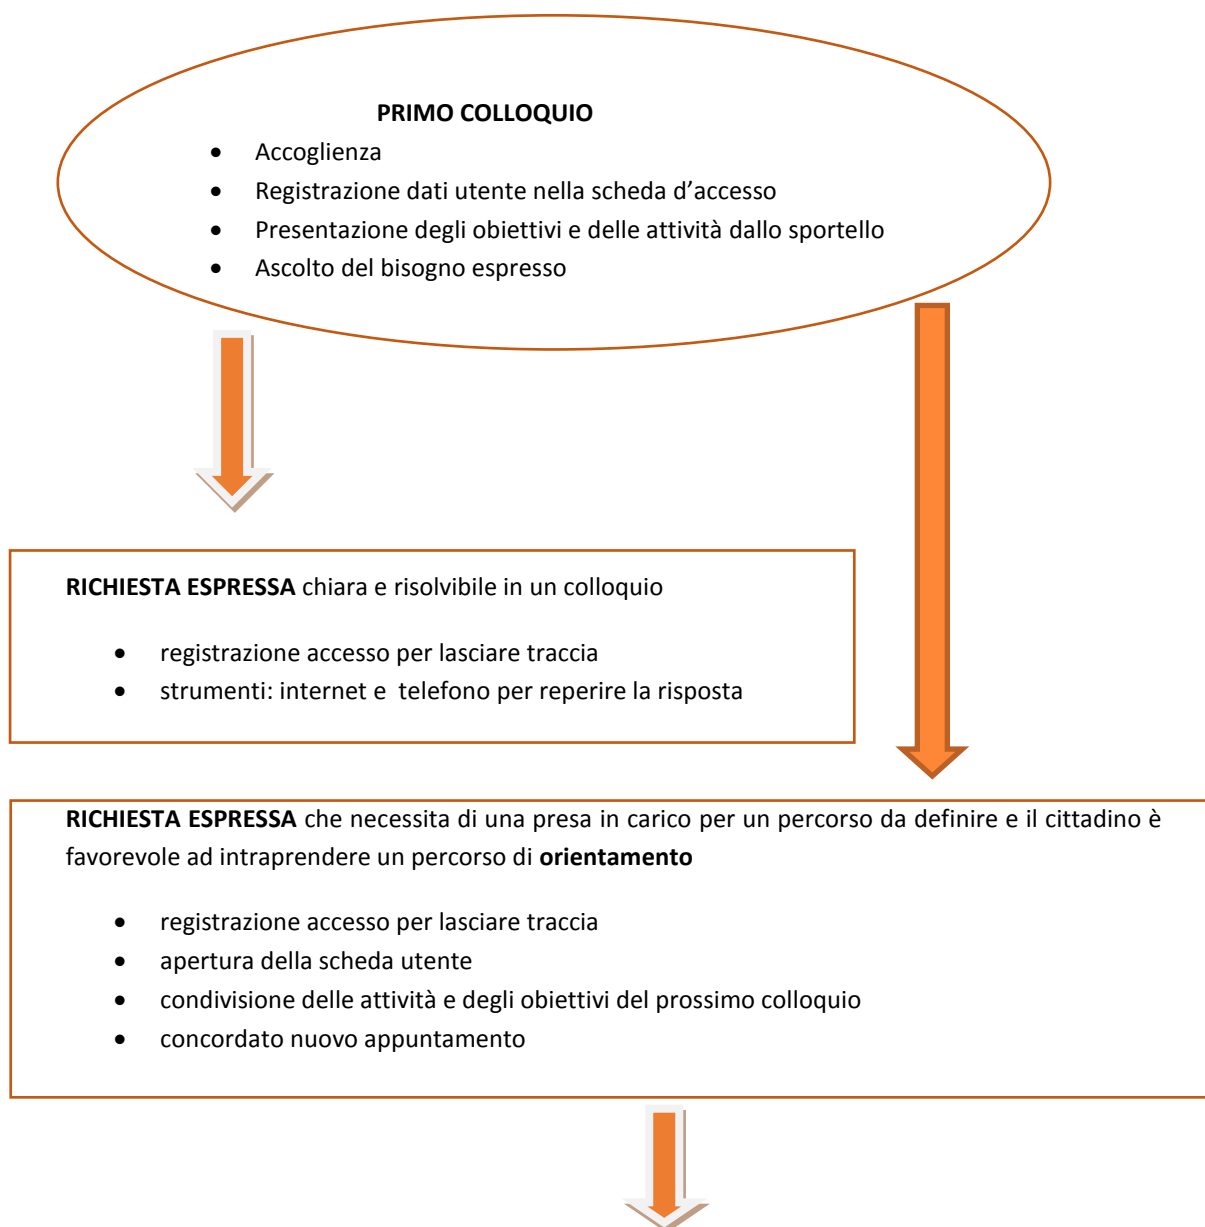 PRIMO COLLOQUIO
• Accoglienza
• Registrazione dati utente nella scheda d’accesso
• Presentazione degli obiettivi e delle attività dallo sportello
• Ascolto del bisogno espresso
RICHIESTA ESPRESSA chiara e risolvibile in un colloquio
• registrazione accesso per lasciare traccia
• strumenti: internet e telefono per reperire la risposta
RICHIESTA ESPRESSA che necessita di una presa in carico per un percorso da definire e il cittadino è
favorevole ad intraprendere un percorso di orientamento
• registrazione accesso per lasciare traccia
• apertura della scheda utente
• condivisione delle attività e degli obiettivi del prossimo colloquio
• concordato nuovo appuntamento